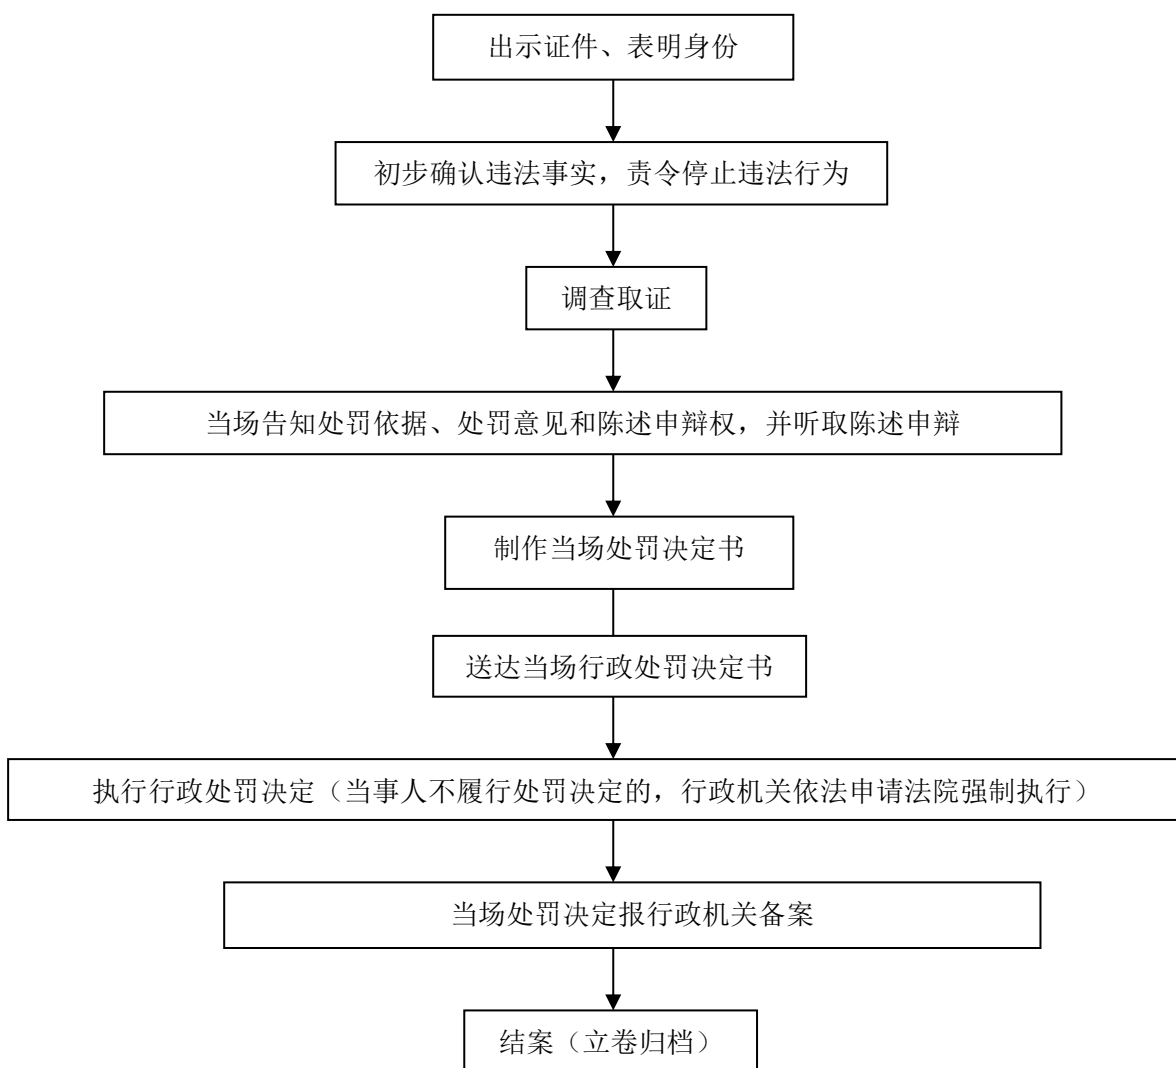 出示证件、表明身份
初步确认违法事实，责令停止违法行为
调查取证
当场告知处罚依据、处罚意见和陈述申辩权，并听取陈述申辩
制作当场处罚决定书
送达当场行政处罚决定书
执行行政处罚决定（当事人不履行处罚决定的，行政机关依法申请法院强制执行）
当场处罚决定报行政机关备案
结案（立卷归档）